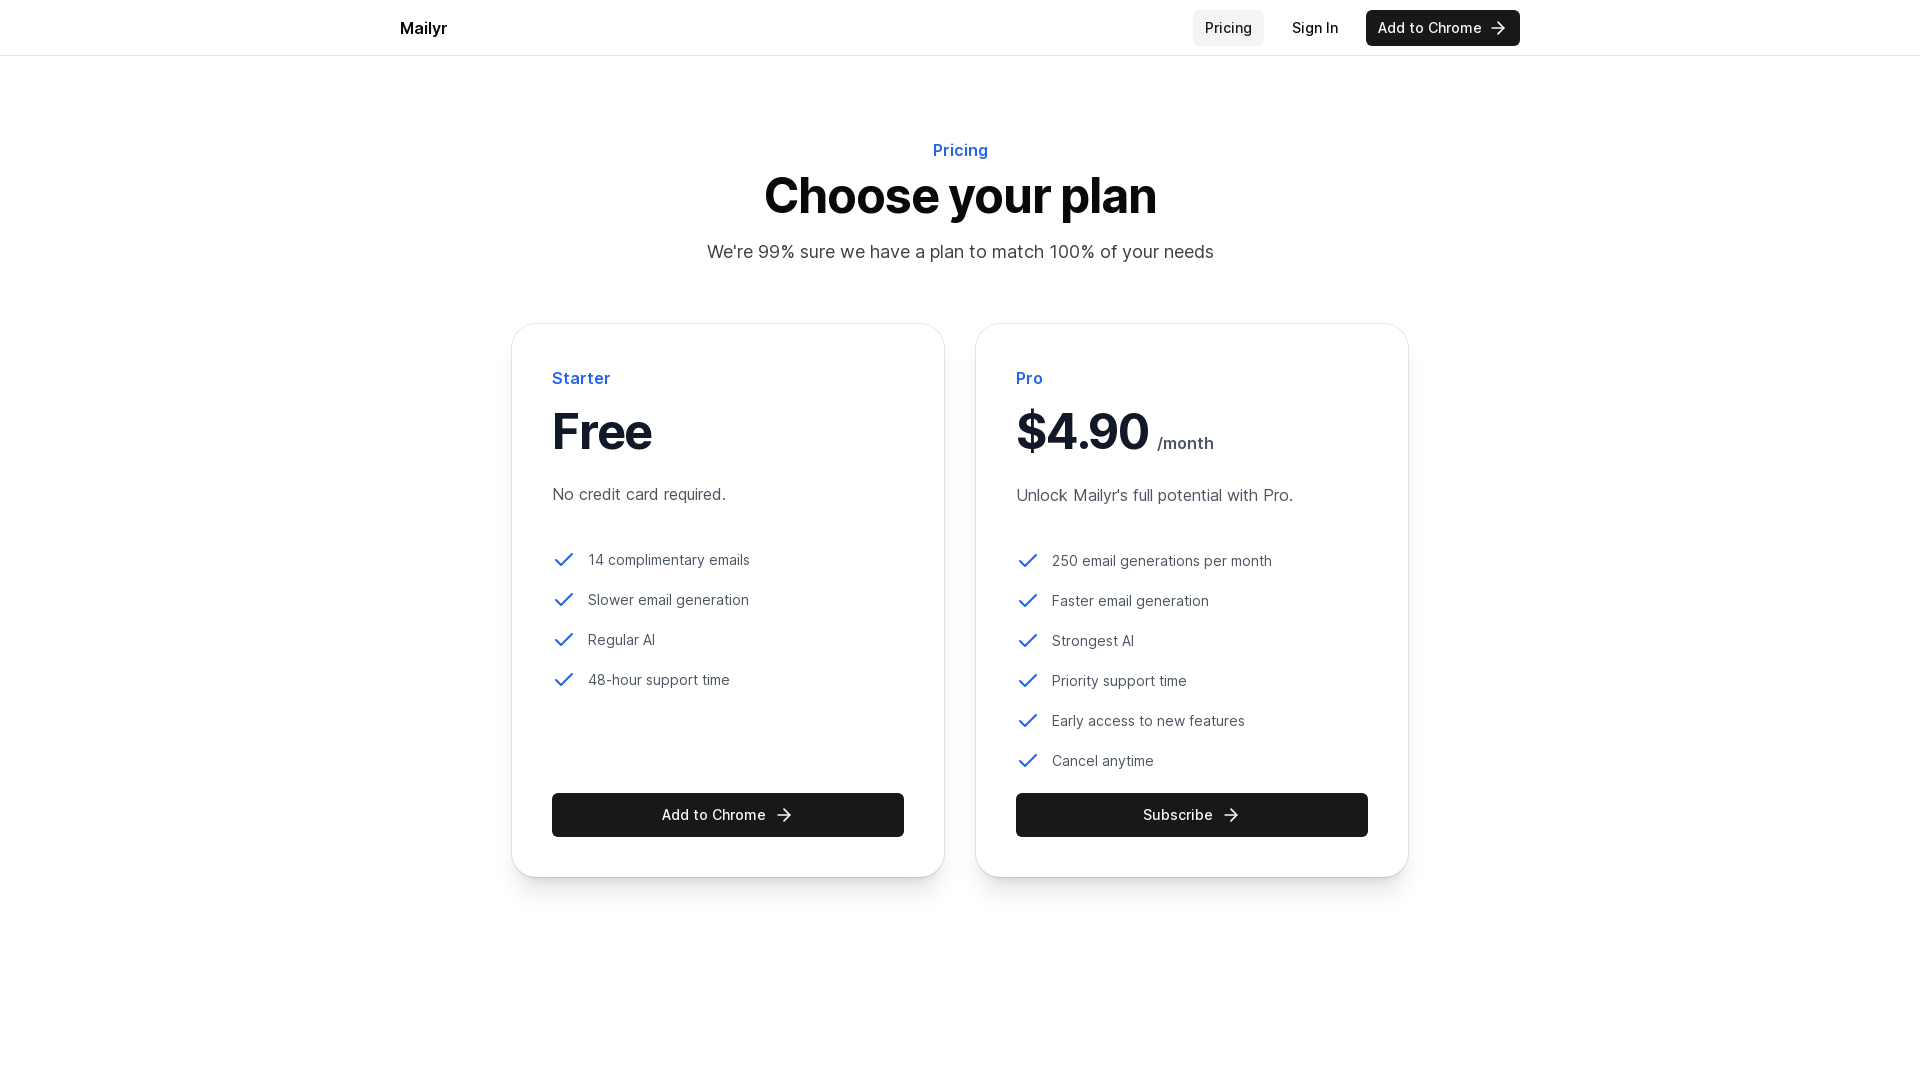 Mailyr
Pricing
Sign In
Add to Chrome
Pricing
Choose your plan
We're 99% sure we have a plan to match 100% of your needs
Starter
Free
No credit card required.
14 complimentary emails
Slower email generation
Regular AI
48-hour support time
Add to Chrome
Pro
$4.90 /month
Unlock Mailyr's full potential with Pro.
250 email generations per month
Faster email generation
Strongest AI
Priority support time
Early access to new features
Cancel anytime
Subscribe